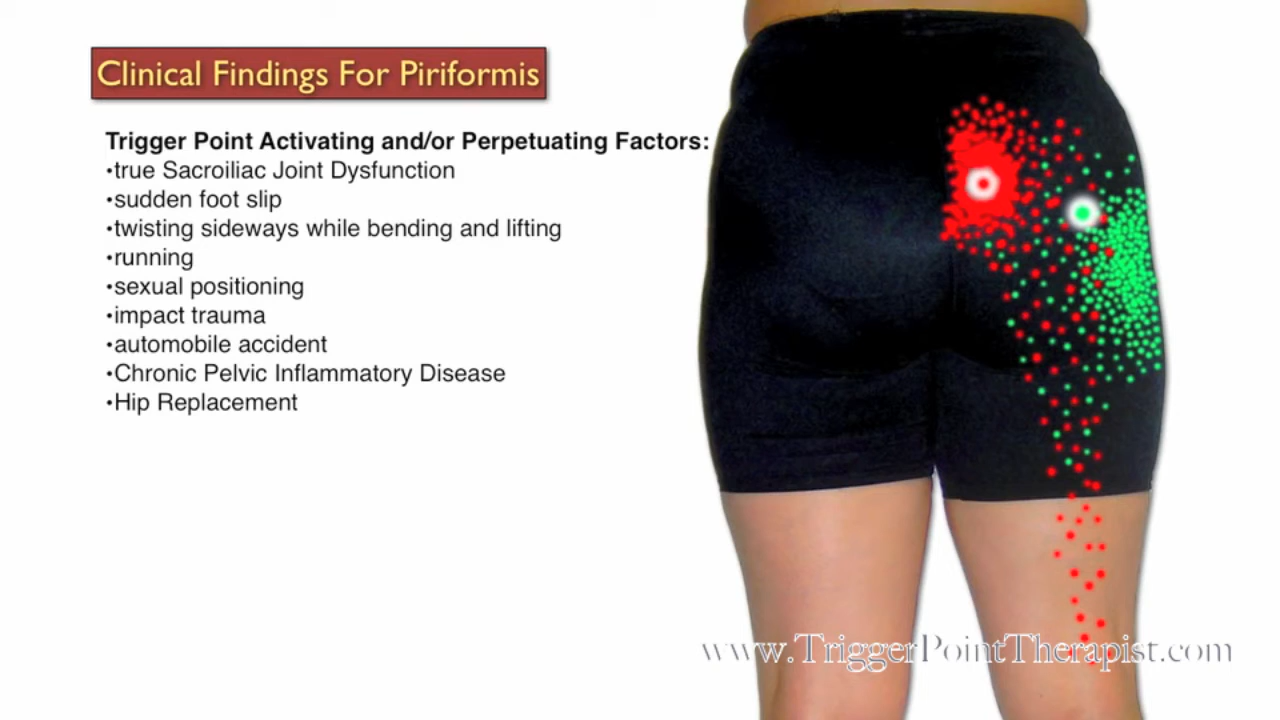 Clinical Findings For Piriformis
Trigger Point Activating and/or Perpetuating Factors:
•true Sacroiliac Joint Dysfunction
•sudden foot slip
•twisting sideways while bending and lifting
•running
•sexual positioning
•impact trauma
•automobile accident
•Chronic Pelvic Inflammatory Disease
•Hip Replacement
www.TriggerPointTherapist.com